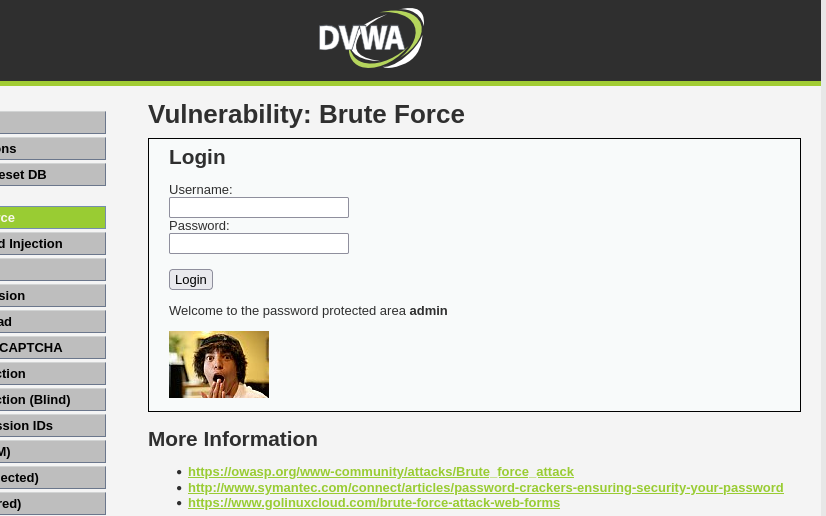 DVWA
Vulnerability: Brute Force
ons
eset DB
rce
d Injection
sion
ad
CAPTCHA
ction
ction (Blind)
ssion IDs
M)
ected)
red)
Login
Username:
Password:
Login
Welcome to the password protected area admin
More Information
https://owasp.org/www-community/attacks/Brute_force_attack
http://www.symantec.com/connect/articles/password-crackers-ensuring-security-your-password
https://www.golinuxcloud.com/brute-force-attack-web-forms